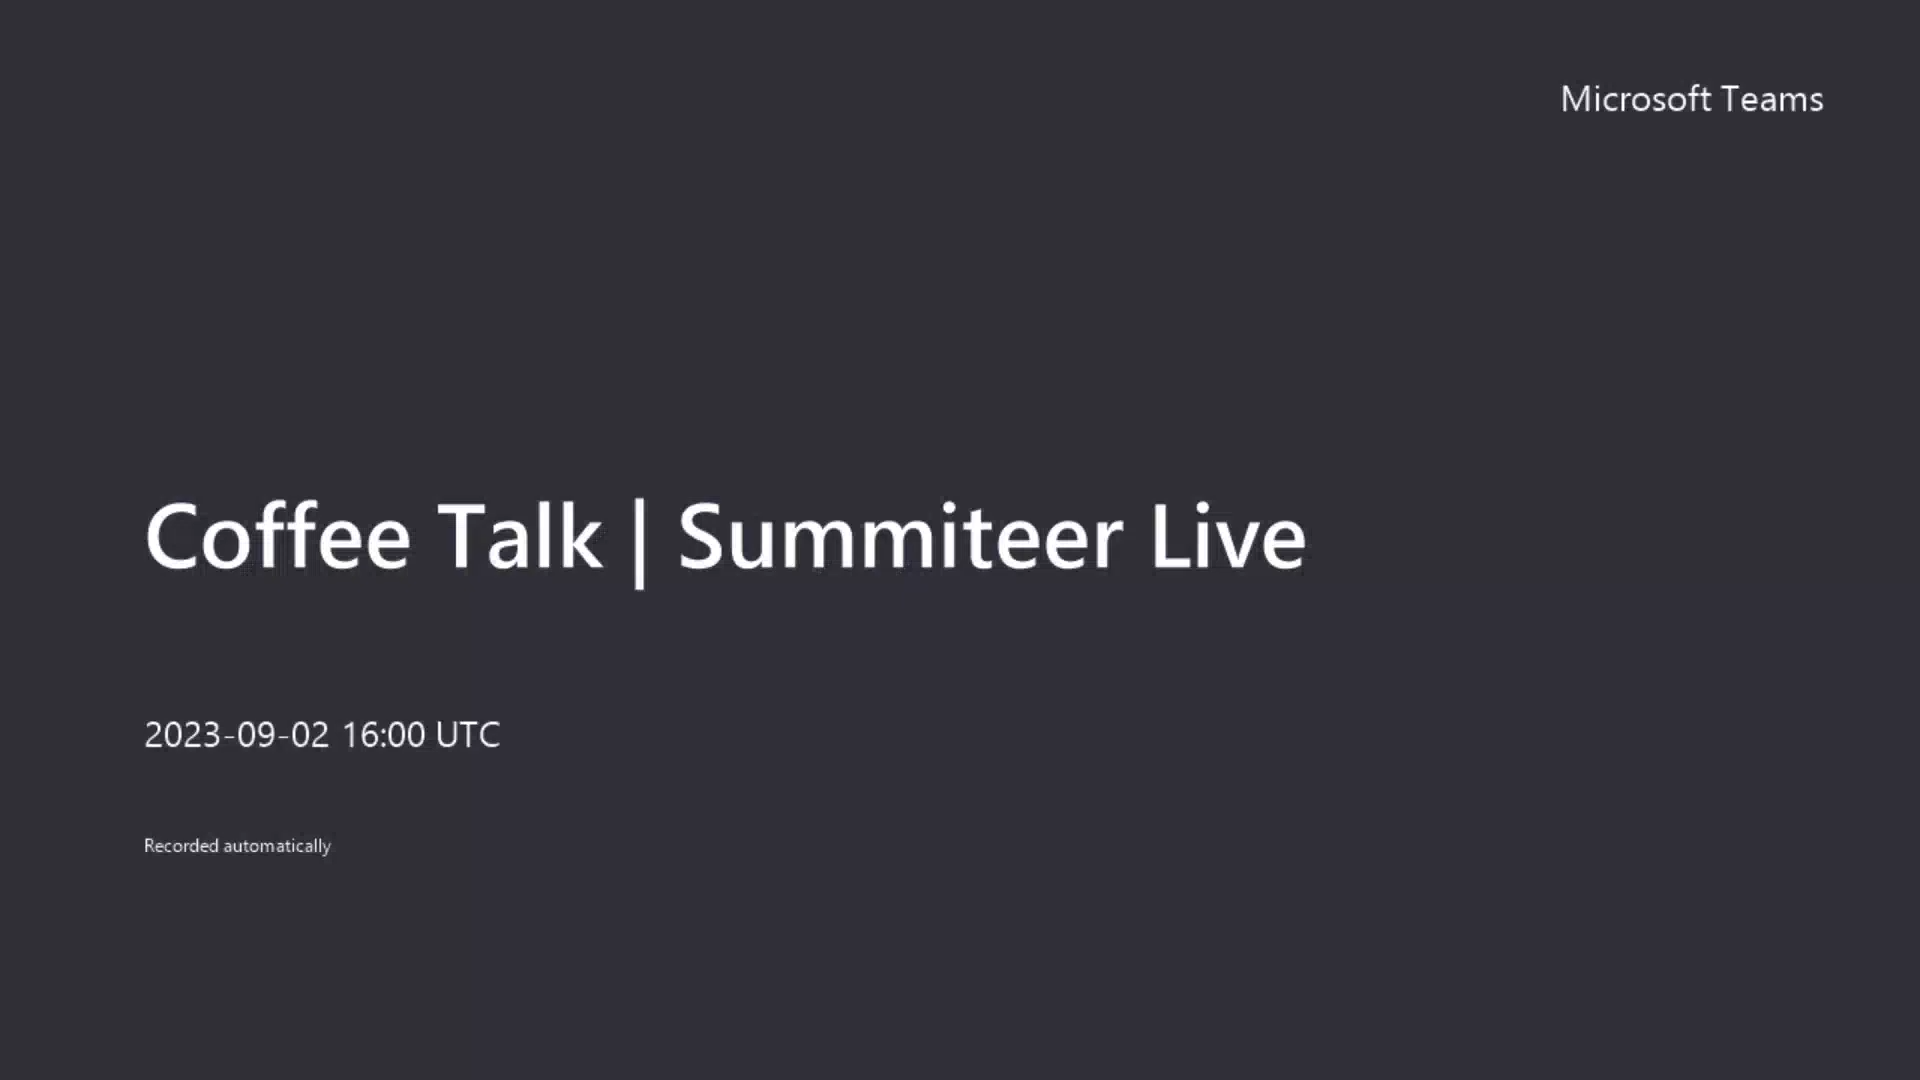 Microsoft Teams
Coffee Talk | Summiteer Live
2023-09-02 16:00 UTC
Recorded automatically